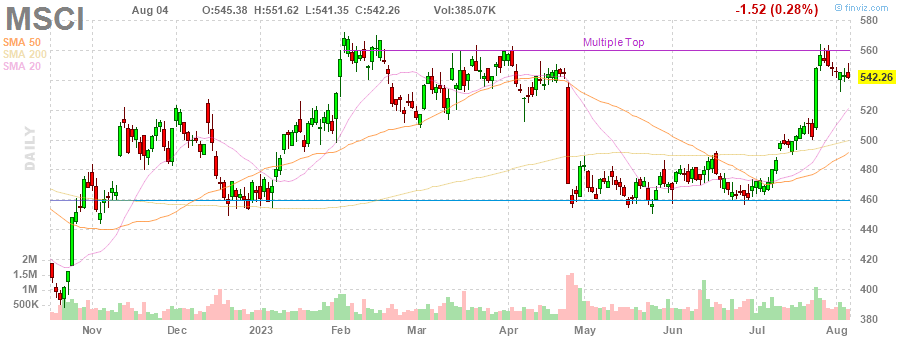 MSCI
Aug 04 O:545.38 H:551.62 L:541.35 C:542.26 Vol:385.07K -1.52 (0.28%)
© finviz.com
SMA 50
SMA 200
SMA 20
DAILY
Multiple Top
580
560
542.26
520
500
480
460
440
420
400
380
2M
1.5M
1M
500K
Nov Dec 2023 Feb Mar Apr May Jun Jul Aug